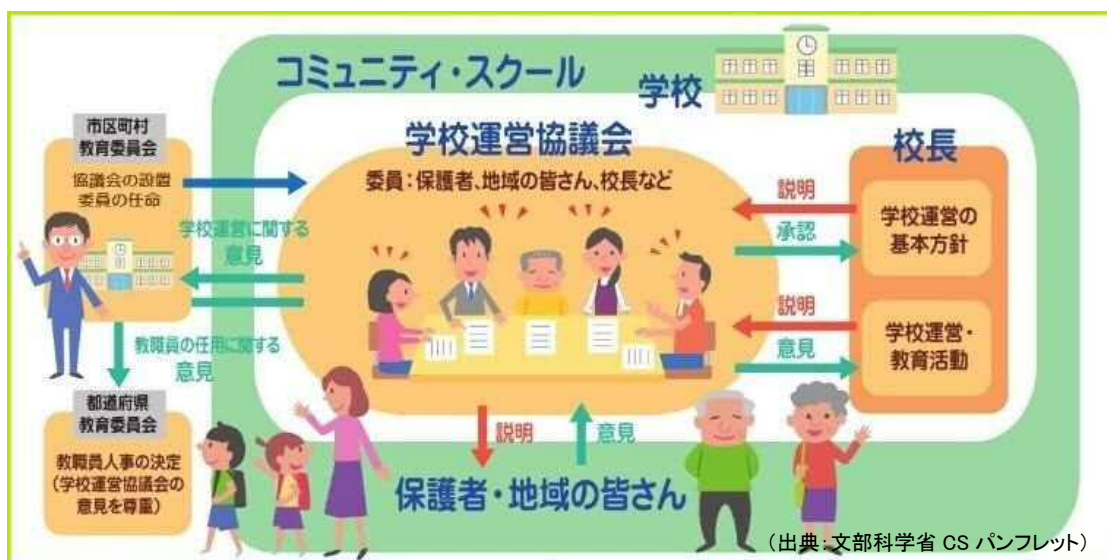 コミュニティ・スクール
学校
市区町村
教育委員会
協議会の設置
委員の任命
学校運営協議会
委員:保護者、地域の皆さん、校長など
校長
説明
承認
学校運営の
基本方針
学校運営に関する
意見
説明
意見
学校運営・
教育活動
教職員の任用に関する
意見
都道府県
教育委員会
教職員人事の決定
(学校運営協議会の
意見を尊重)
説明
意見
保護者・地域の皆さん
(出典:文部科学省 CS パンフレット)